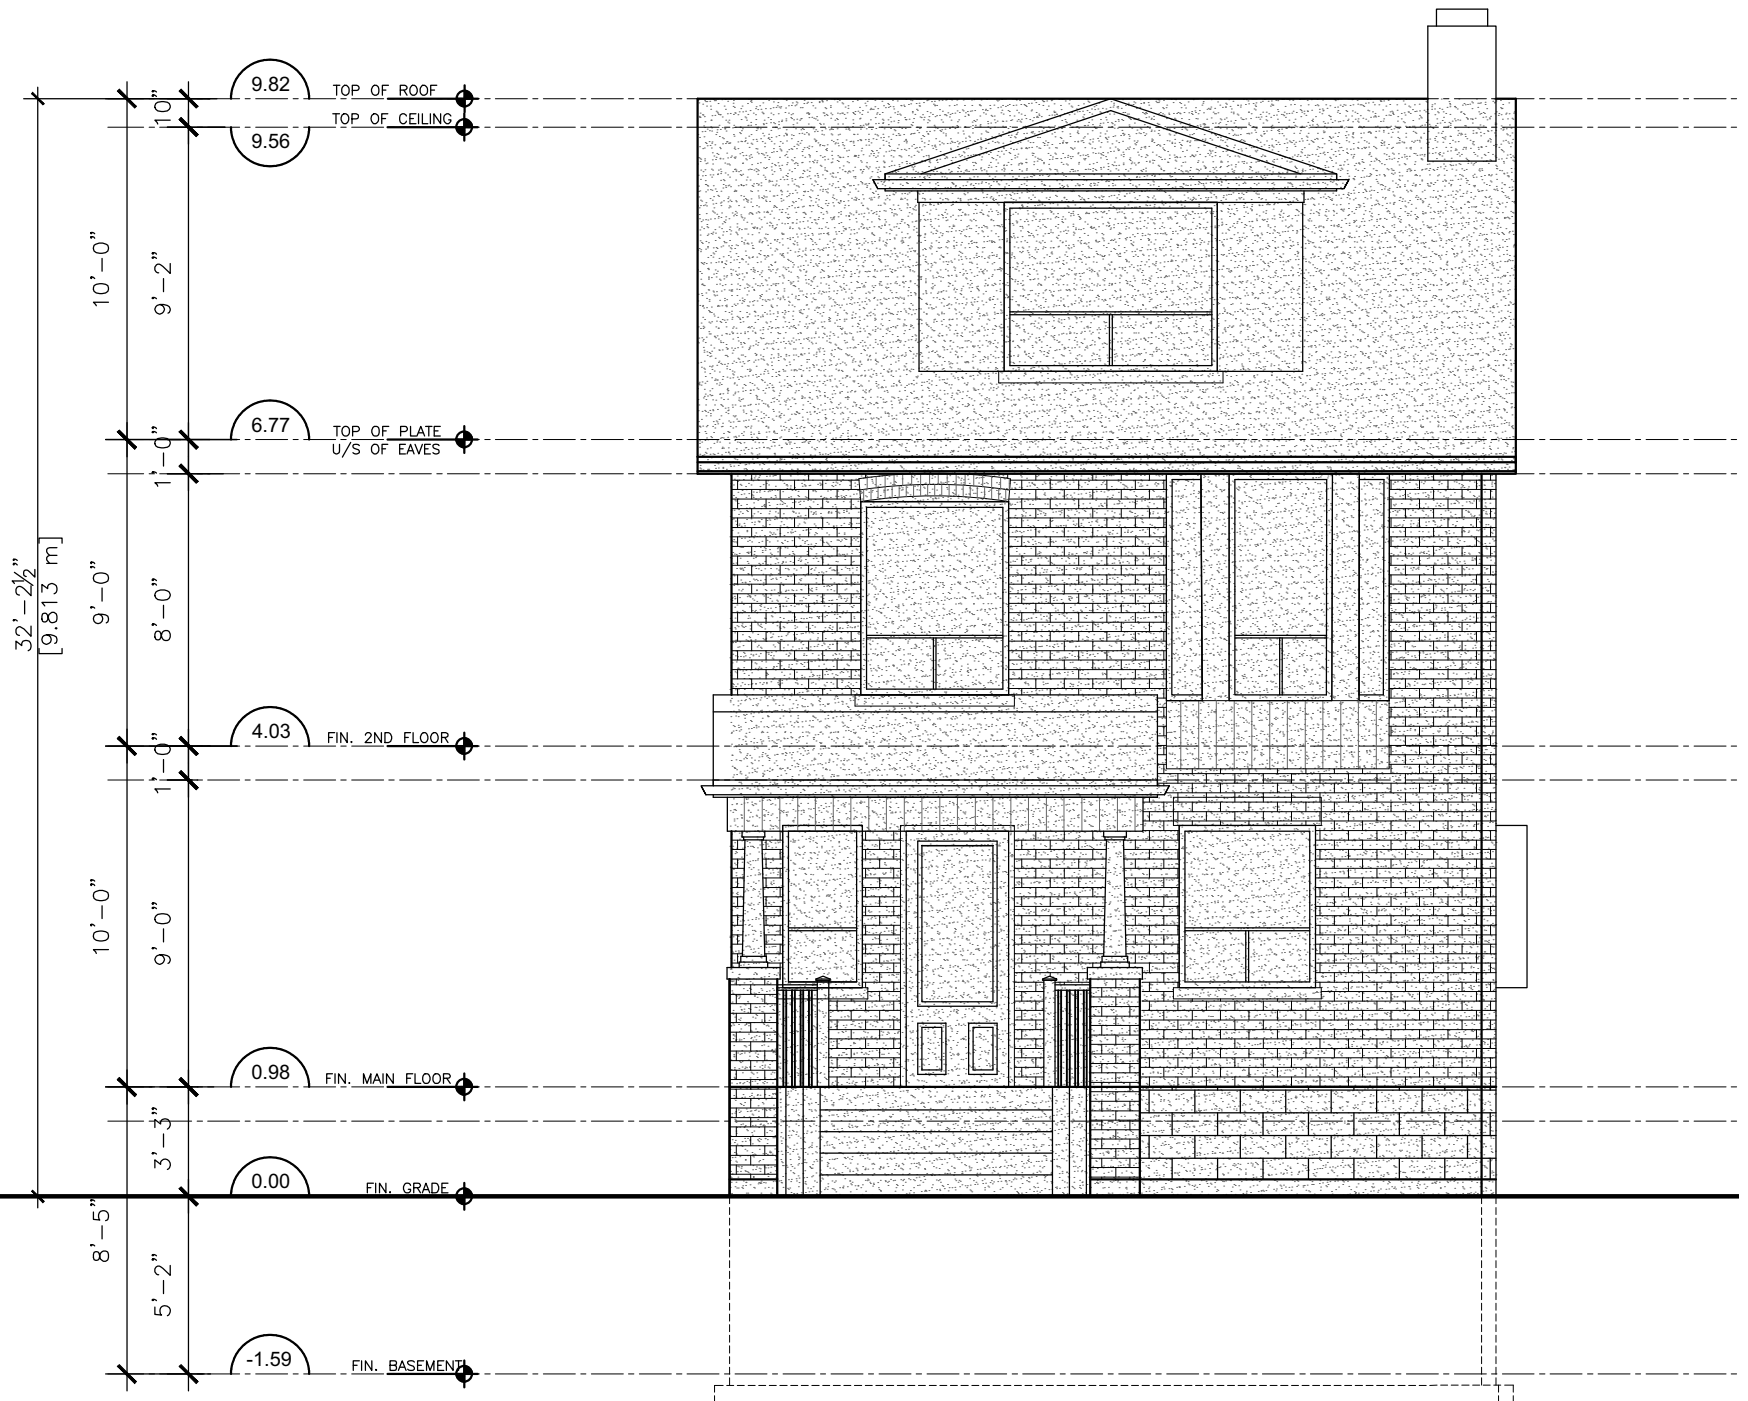 9.82
TOP OF ROOF
10"
TOP OF CEILING
9.56
10'-0"
9'-2"
6.77
TOP OF PLATE
U/S OF EAVES
1'-0"
32'-2½"
[9.813 m]
9'-0"
8'-0"
4.03
FIN. 2ND FLOOR
1'-0"
10'-0"
9'-0"
0.98
FIN. MAIN FLOOR
3'-3"
0.00
FIN. GRADE
8'-5"
5'-2"
-1.59
FIN. BASEMENT